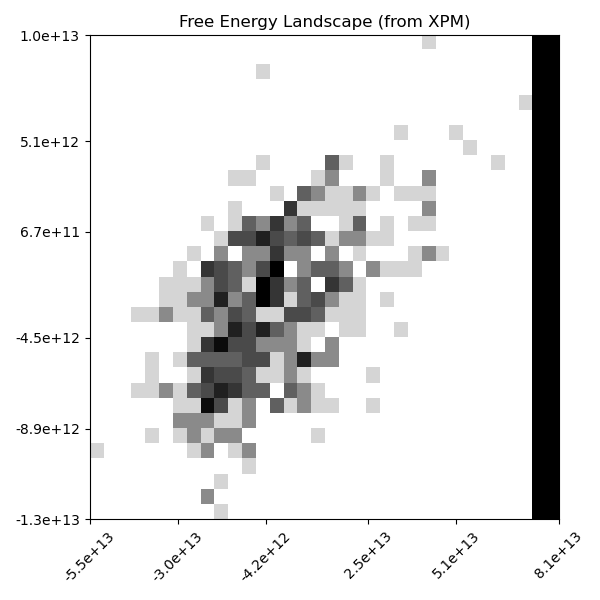 Free Energy Landscape (from XPM)
1.0e+13
5.1e+12
6.7e+11
-4.5e+12
-8.9e+12
-1.3e+13
-5.5e+13
-3.0e+13
-4.2e+12
2.5e+13
5.1e+13
8.1e+13